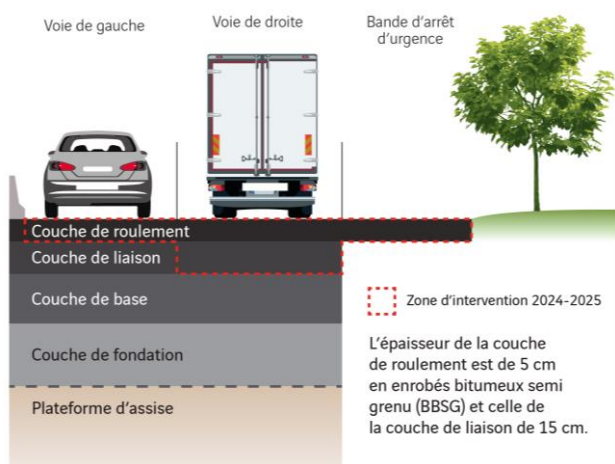 Voie de gauche
Voie de droite
Bande d'arrêt
d'urgence
Couche de roulement
Couche de liaison
Couche de base
Couche de fondation
Plateforme d'assise
Zone d'intervention 2024-2025
L'épaisseur de la couche
de roulement est de 5 cm
en enrobés bitumeux semi
grenu (BBSG) et celle de
la couche de liaison de 15 cm.